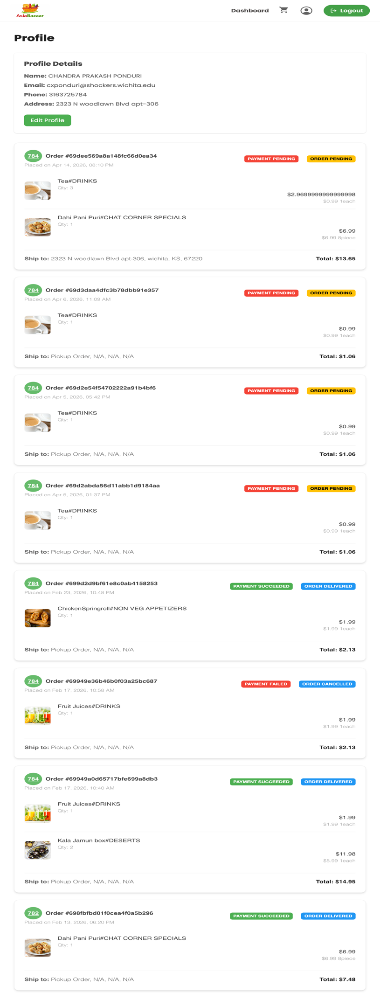 AsiaBazaar
Dashboard
Logout
Profile
Profile Details
Name: CHANDRA PRAKASH PONDURI
Email: cxponduri@shockers.wichita.edu
Phone: 3163725784
Address: 2323 N woodlawn Blvd apt-306
Edit Profile
784 Order #69dee569a8a148fc66d0ea34
PAYMENT PENDING ORDER PENDING
Placed on Apr 14, 2026, 08:10 PM
Tea#DRINKS
Qty: 3
$2.9699999999999998
$0.99 1each
Dahi Pani Puri#CHAT CORNER SPECIALS
Qty: 1
$6.99
$6.99 8piece
Ship to: 2323 N woodlawn Blvd apt-306, wichita, KS, 67220
Total: $13.65
784 Order #69d3daa4dfc3b78dbb91e357
PAYMENT PENDING ORDER PENDING
Placed on Apr 6, 2026, 11:09 AM
Tea#DRINKS
Qty: 1
$0.99
$0.99 1each
Ship to: Pickup Order, N/A, N/A, N/A
Total: $1.06
784 Order #69d2e54f54702222a91b4bf6
PAYMENT PENDING ORDER PENDING
Placed on Apr 5, 2026, 05:42 PM
Tea#DRINKS
Qty: 1
$0.99
$0.99 1each
Ship to: Pickup Order, N/A, N/A, N/A
Total: $1.06
784 Order #69d2abda56d11abb1d9184aa
PAYMENT PENDING ORDER PENDING
Placed on Apr 5, 2026, 01:37 PM
Tea#DRINKS
Qty: 1
$0.99
$0.99 1each
Ship to: Pickup Order, N/A, N/A, N/A
Total: $1.06
784 Order #699d2d9bf61e8c0ab4158253
PAYMENT SUCCEEDED ORDER DELIVERED
Placed on Feb 23, 2026, 10:48 PM
ChickenSpringroll#NON VEG APPETIZERS
Qty: 1
$1.99
$1.99 1each
Ship to: Pickup Order, N/A, N/A, N/A
Total: $2.13
784 Order #69949e36b46b0f03a25bc687
PAYMENT FAILED ORDER CANCELLED
Placed on Feb 17, 2026, 10:58 AM
Fruit Juices#DRINKS
Qty: 1
$1.99
$1.99 1each
Ship to: Pickup Order, N/A, N/A, N/A
Total: $2.13
784 Order #69949a0d65717bfe699a8db3
PAYMENT SUCCEEDED ORDER DELIVERED
Placed on Feb 17, 2026, 10:40 AM
Fruit Juices#DRINKS
Qty: 1
$1.99
$1.99 1each
Kala Jamun box#DESERTS
Qty: 2
$11.98
$5.99 1each
Ship to: Pickup Order, N/A, N/A, N/A
Total: $14.95
782 Order #698fbfbd01f0cea4f0a5b296
PAYMENT SUCCEEDED ORDER DELIVERED
Placed on Feb 13, 2026, 06:20 PM
Dahi Pani Puri#CHAT CORNER SPECIALS
Qty: 1
$6.99
$6.99 8piece
Ship to: Pickup Order, N/A, N/A, N/A
Total: $7.48